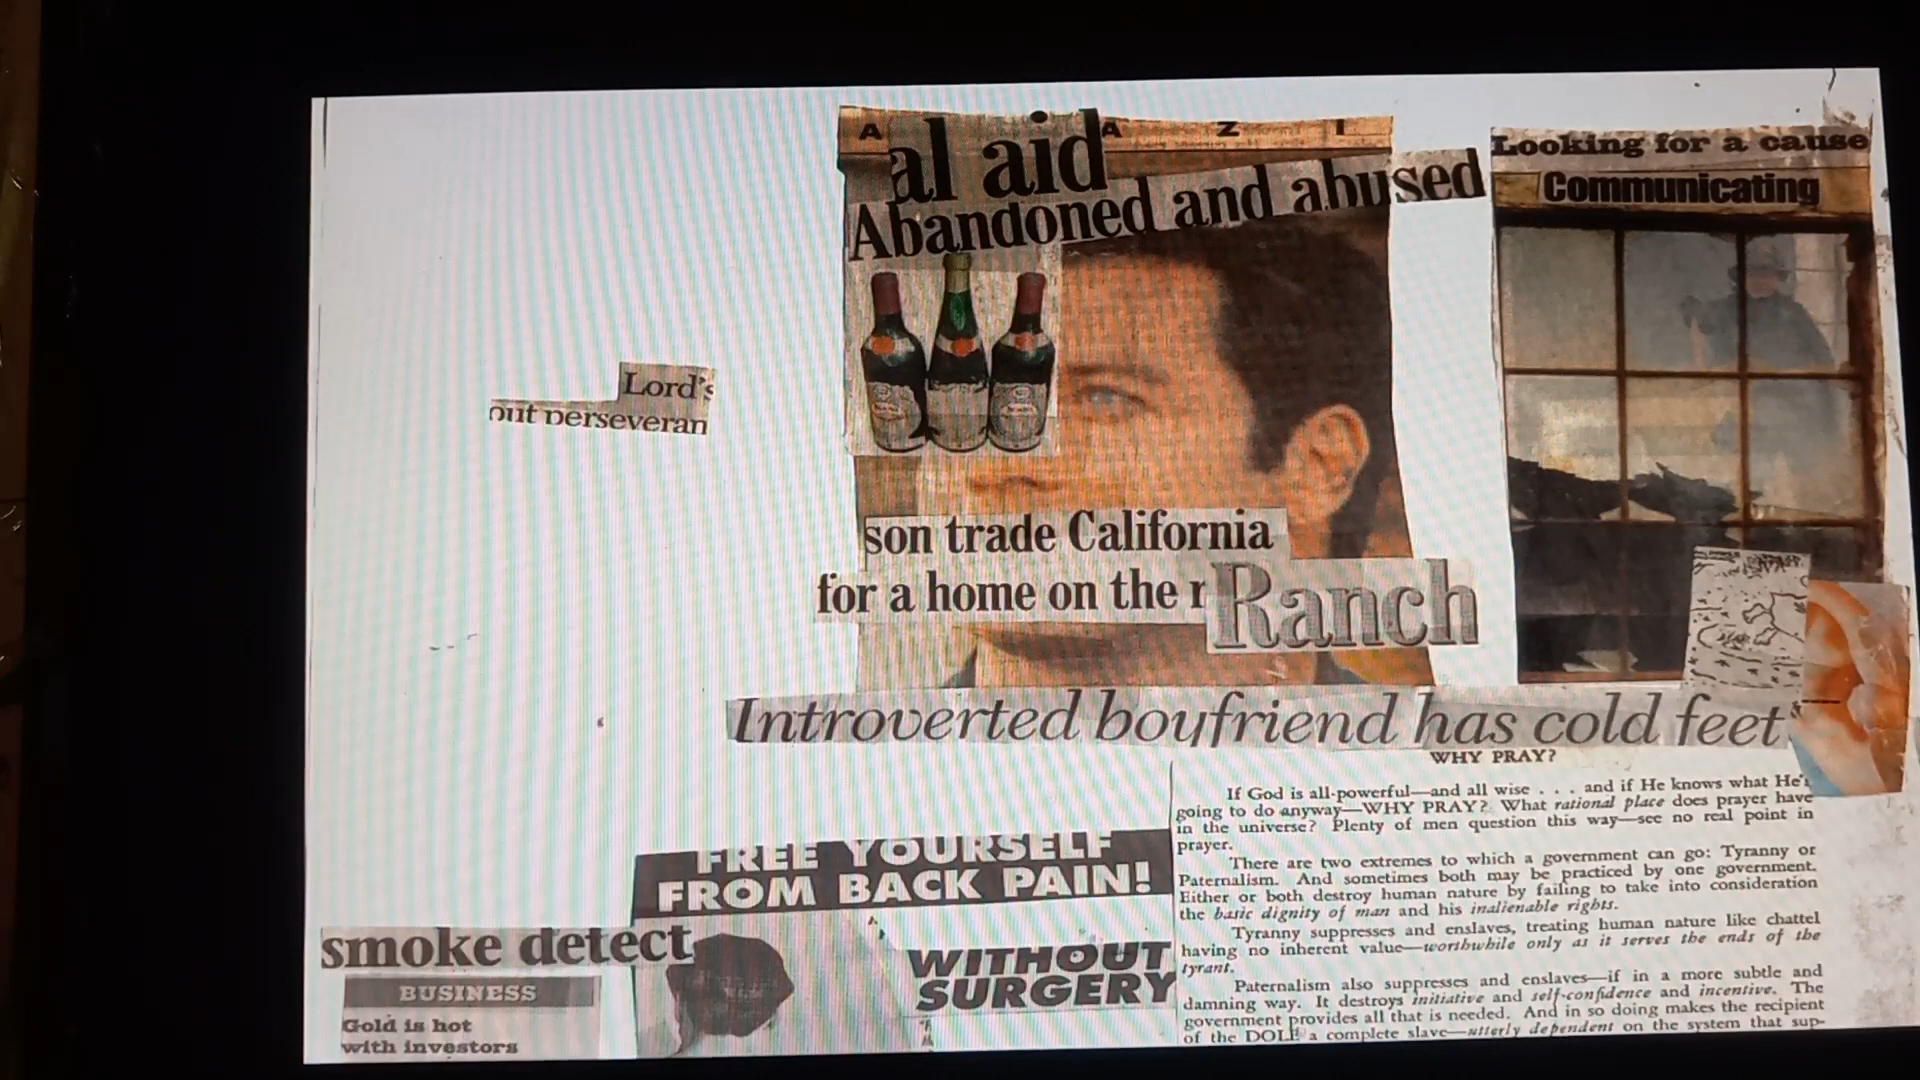 A A Z I
al aid
Abandoned and abused
Looking for a cause
Communicating
Lord's
out perseveran
son trade California
for a home on the r Ranch
Introverted boyfriend has cold feet
WHY PRAY?
If God is all-powerful—and all wise . . . and if He knows what He's
going to do anyway—WHY PRAY? What rational place does prayer have
in the universe? Plenty of men question this way—see no real point in
prayer.
There are two extremes to which a government can go: Tyranny or
Paternalism. And sometimes both may be practiced by one government.
Either or both destroy human nature by failing to take into consideration
the basic dignity of man and his inalienable rights.
Tyranny suppresses and enslaves, treating human nature like chattel
having no inherent value—worthwhile only as it serves the ends of the
tyrant.
Paternalism also suppresses and enslaves—if in a more subtle and
damning way. It destroys initiative and self-confidence and incentive. The
government provides all that is needed. And in so doing makes the recipient
of the DOLE a complete slave—utterly dependent on the system that sup-
FREE YOURSELF
FROM BACK PAIN!
WITHOUT
SURGERY
smoke detect
BUSINESS
Gold is hot
with investors